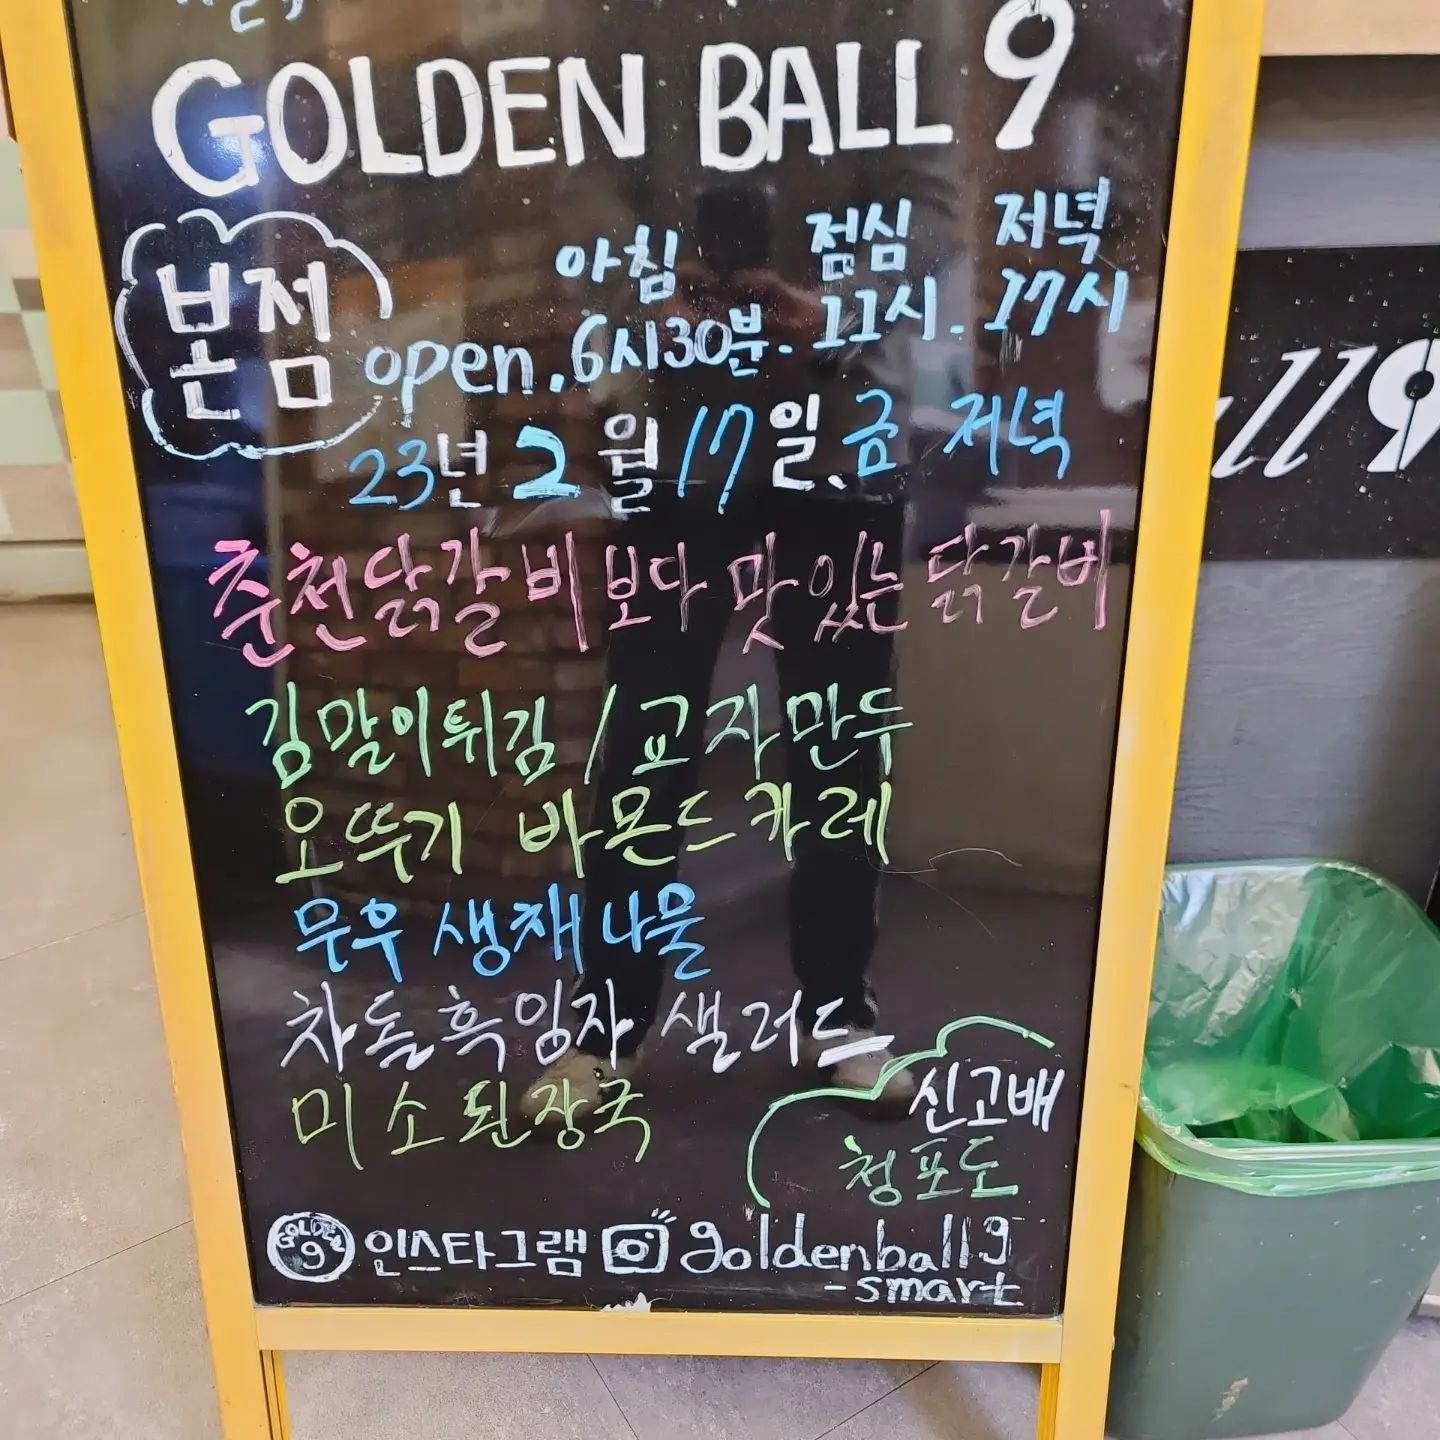 GOLDEN BALL 9
본점
아침 점심 저녁
open. 6시30분. 11시. 17시
23년 2월 17일. 금 저녁
춘천닭갈비보다 맛있는 닭갈비
김말이튀김 / 교자만두
오뚜기 바몬드카레
무우 생채 나물
차돌흑임자 샐러드
미소된장국
신고배
청포도
GOLDEN 9 인스타그램 goldenball9
-smart
ll9